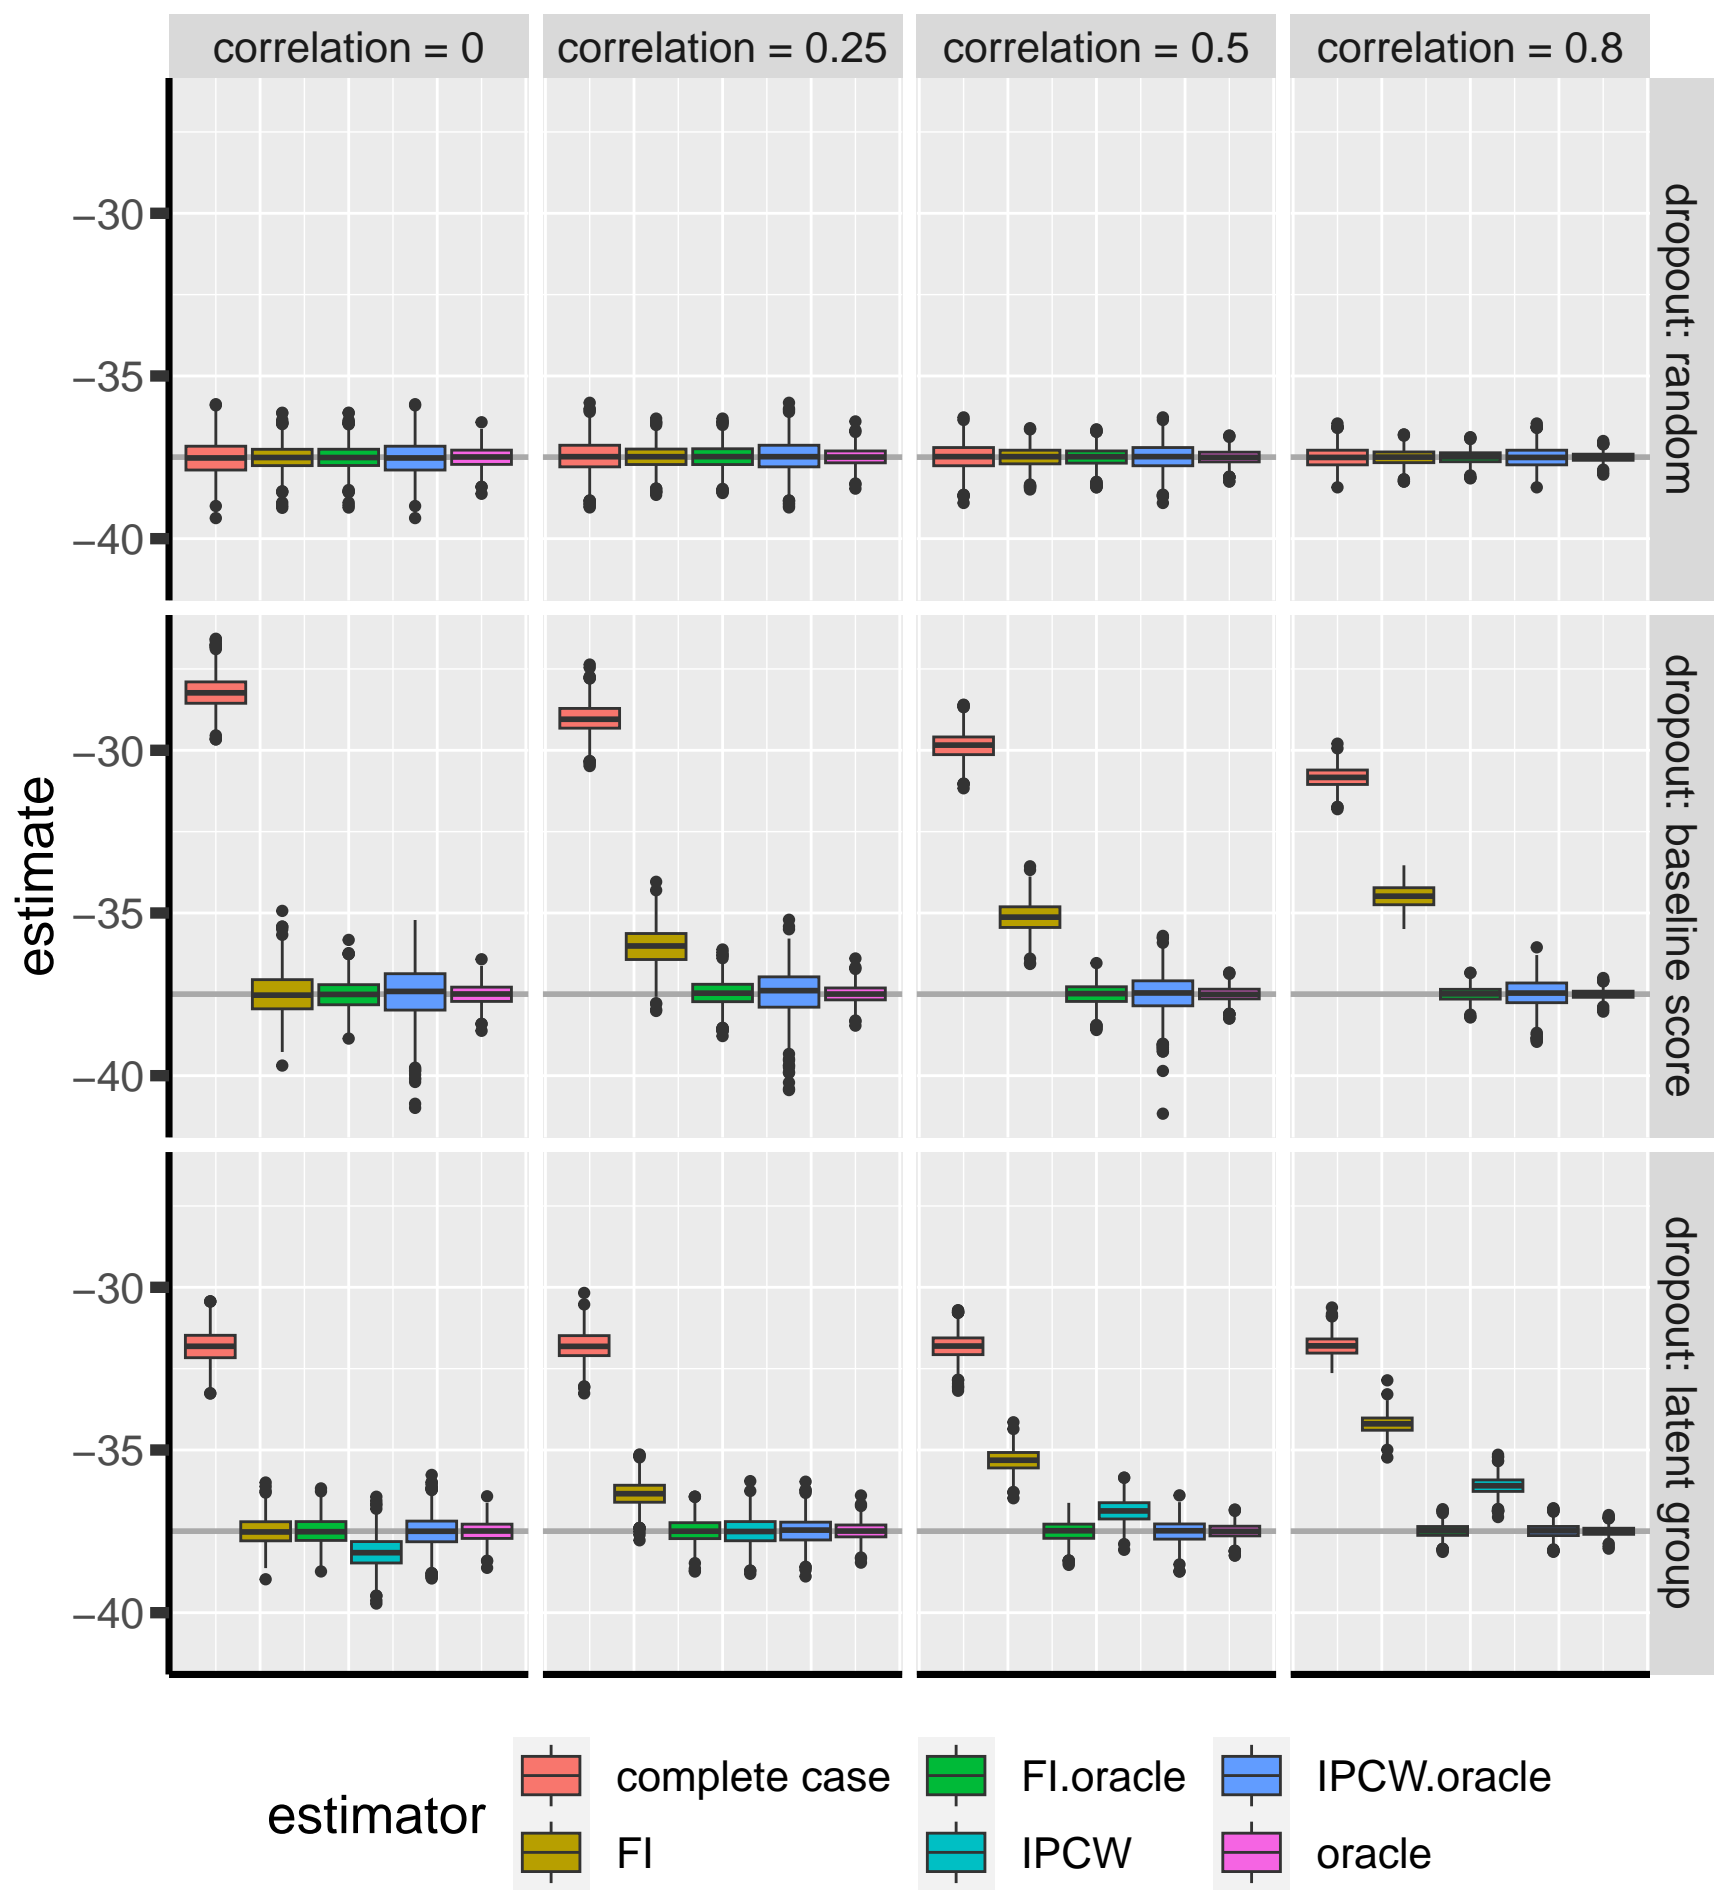 correlation = 0
correlation = 0.25
correlation = 0.5
correlation = 0.8
−30
−35
−40
dropout: random
−30
−35
−40
dropout: baseline score
−30
−35
−40
dropout: latent group
estimate
estimator
complete case
FI
FI.oracle
IPCW
IPCW.oracle
oracle